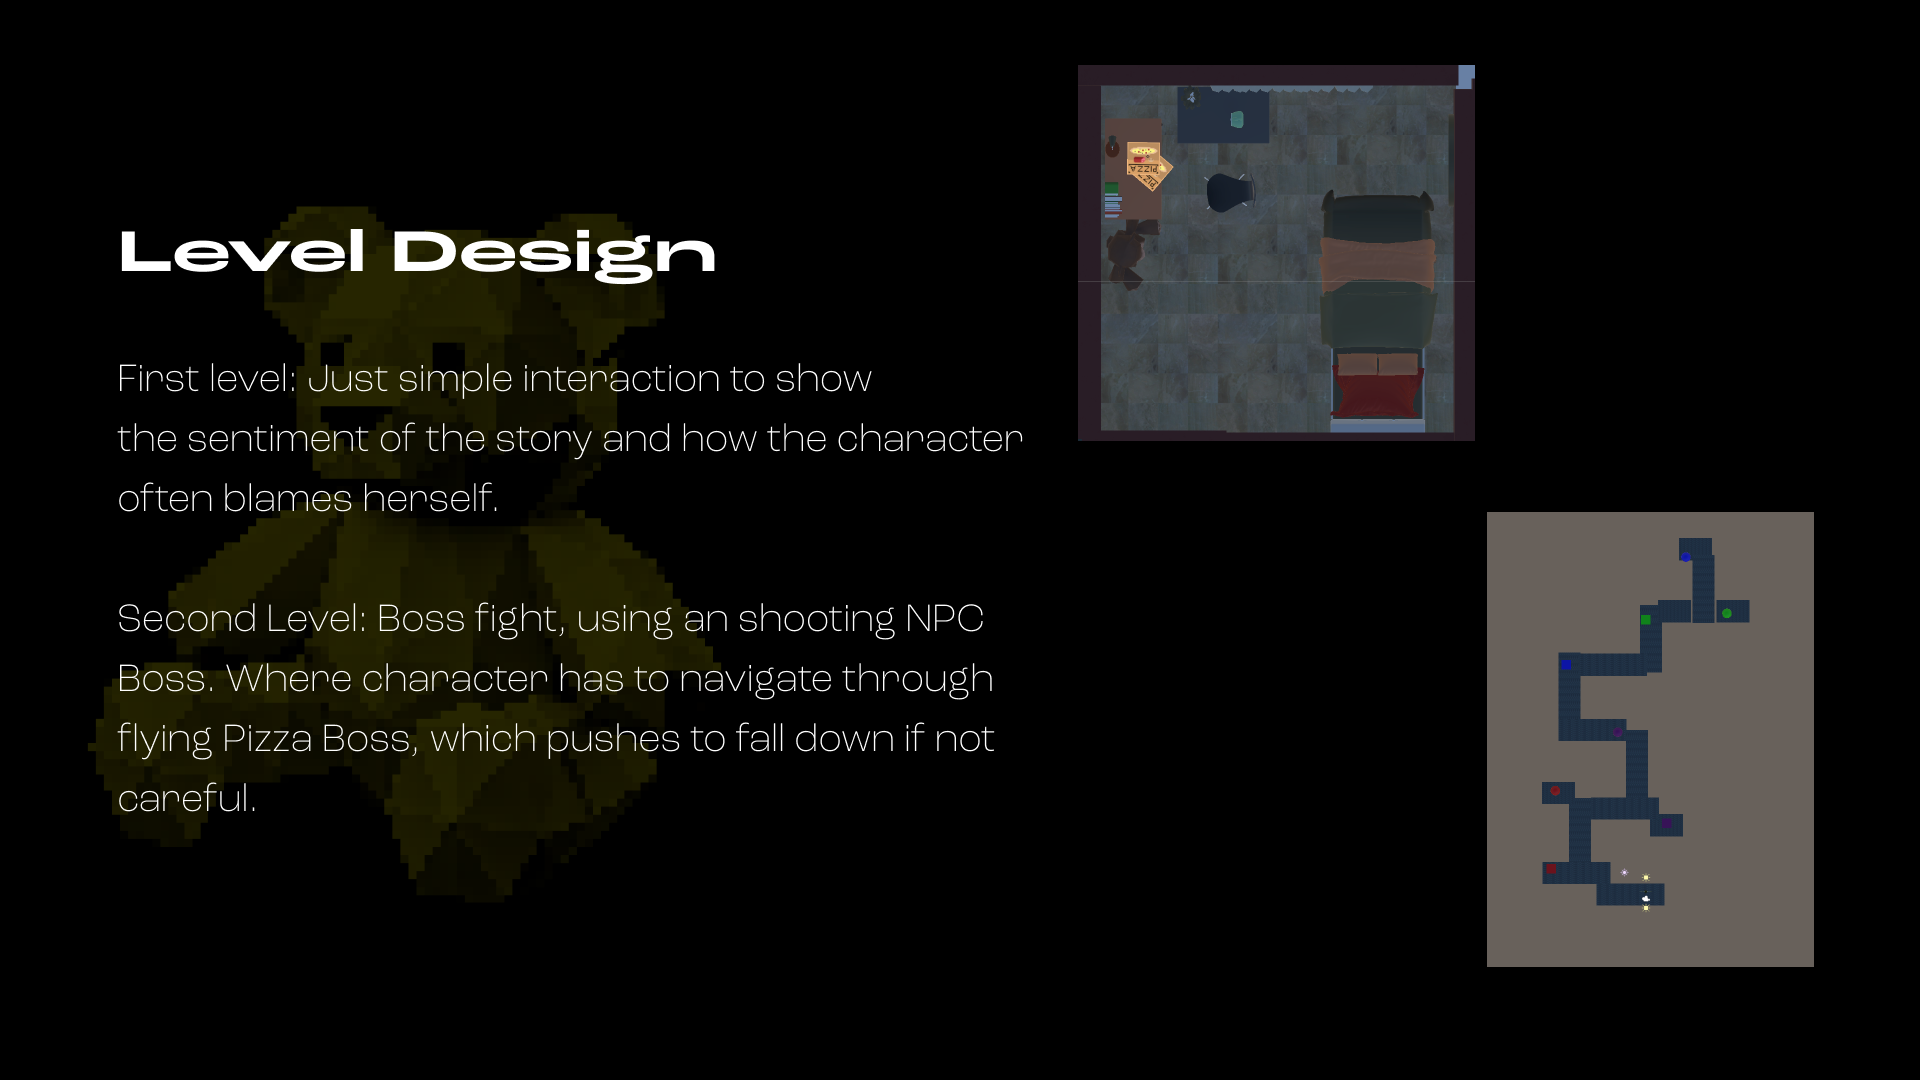 Level Design
First level: Just simple interaction to show
the sentiment of the story and how the character
often blames herself.
Second Level: Boss fight, using an shooting NPC
Boss. Where character has to navigate through
flying Pizza Boss, which pushes to fall down if not
careful.
PIZZA